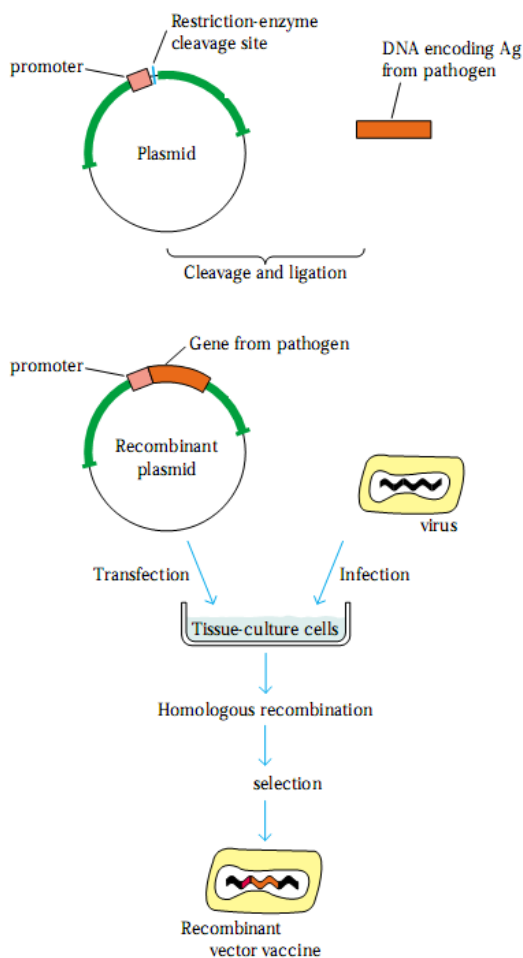 Restriction-enzyme
cleavage site
promoter
DNA encoding Ag
from pathogen
Plasmid
Cleavage and ligation
Gene from pathogen
promoter
Recombinant
plasmid
virus
Transfection
Infection
Tissue-culture cells
Homologous recombination
selection
Recombinant
vector vaccine